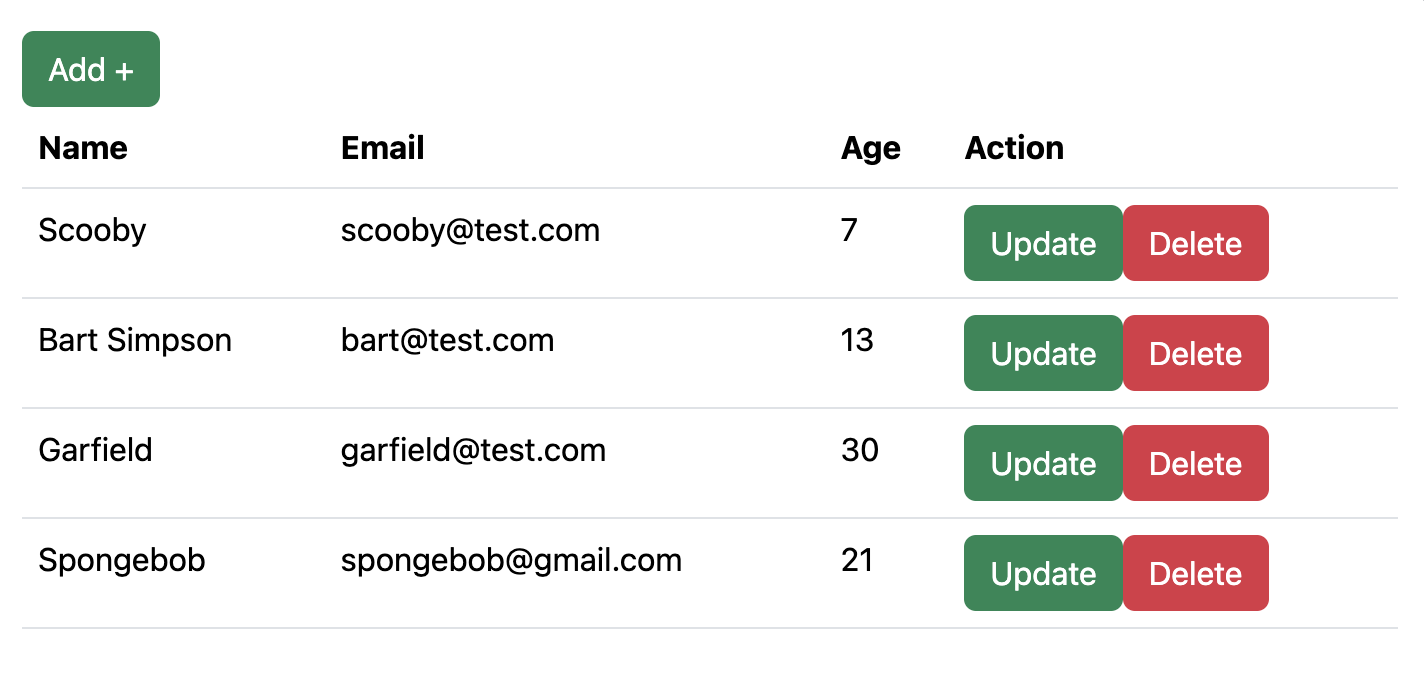 Add +
Name Email Age Action
Scooby scooby@test.com 7 Update Delete
Bart Simpson bart@test.com 13 Update Delete
Garfield garfield@test.com 30 Update Delete
Spongebob spongebob@gmail.com 21 Update Delete